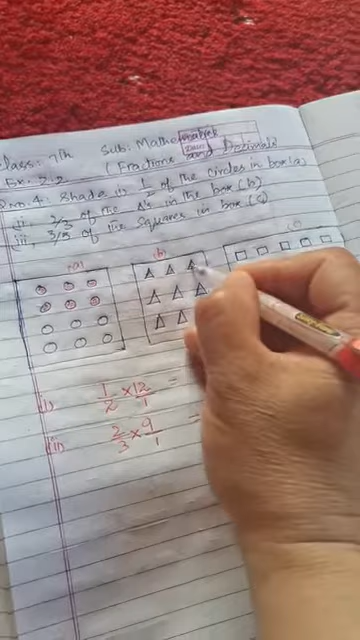 Class: 7th Sub: Mathematics
Ex: 2.2 (Fractions and Decimals)
Q no. 4: Shade is 1/2 of the circles in box (a)
ii, 2/3 of the Δ's in the box (b)
iii, 3/5 of the Squares in box (c)
(a) (b) (c)
(i) 1/2 × 12/1 =
(ii) 2/3 × 9/1 =